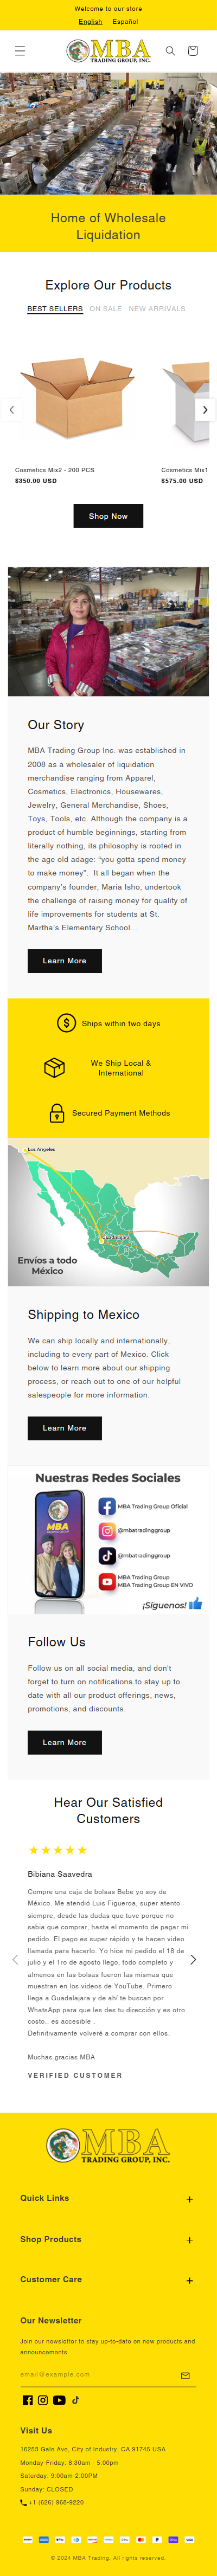 Welcome to our store
English Español
MBA
TRADING GROUP, INC.
Home of Wholesale
Liquidation
Explore Our Products
BEST SELLERS ON SALE NEW ARRIVALS
Cosmetics Mix2 - 200 PCS
$350.00 USD
Cosmetics Mix1
$575.00 USD
Shop Now
Our Story
MBA Trading Group Inc. was established in
2008 as a wholesaler of liquidation
merchandise ranging from Apparel,
Cosmetics, Electronics, Housewares,
Jewelry, General Merchandise, Shoes,
Toys, Tools, etc. Although the company is a
product of humble beginnings, starting from
literally nothing, its philosophy is rooted in
the age old adage: “you gotta spend money
to make money”. It all began when the
company's founder, Maria Isho, undertook
the challenge of raising money for quality of
life improvements for students at St.
Martha's Elementary School...
Learn More
Ships within two days
We Ship Local &
International
Secured Payment Methods
Los Angeles
Guadalajara
Envíos a todo
México
Shipping to Mexico
We can ship locally and internationally,
including to every part of Mexico. Click
below to learn more about our shipping
process, or reach out to one of our helpful
salespeople for more information.
Learn More
Nuestras Redes Sociales
MBA
MBA Trading Group Oficial
@mbatradinggroup
@mbatradinggroup
MBA Trading Group
MBA Trading Group EN VIVO
¡Síguenos!
Follow Us
Follow us on all social media, and don't
forget to turn on notifications to stay up to
date with all our product offerings, news,
promotions, and discounts.
Learn More
Hear Our Satisfied
Customers
Bibiana Saavedra
Compre una caja de bolsas Bebe yo soy de
México. Me atendió Luis Figueroa, super atento
siempre, desde las dudas que tuve porque no
sabia que comprar, hasta el momento de pagar mi
pedido. El pago es super rápido y te hacen video
llamada para hacerlo. Yo hice mi pedido el 18 de
julio y el 1ro de agosto llego, todo completo y
almenos en las bolsas fueron las mismas que
muestran en los videos de YouTube. Primero
llega a Guadalajara y de ahí te buscan por
WhatsApp para que les des tu dirección y es otro
costo.. es accesible .
Definitivamente volveré a comprar con ellos.
Muchas gracias MBA
VERIFIED CUSTOMER
MBA
TRADING GROUP, INC.
Quick Links
Shop Products
Customer Care
Our Newsletter
Join our newsletter to stay up-to-date on new products and
announcements
email@example.com
Visit Us
16253 Gale Ave, City of Industry, CA 91745 USA
Monday-Friday: 8:30am - 5:00pm
Saturday: 9:00am-2:00PM
Sunday: CLOSED
+1 (626) 968-9220
© 2024 MBA Trading. All rights reserved.